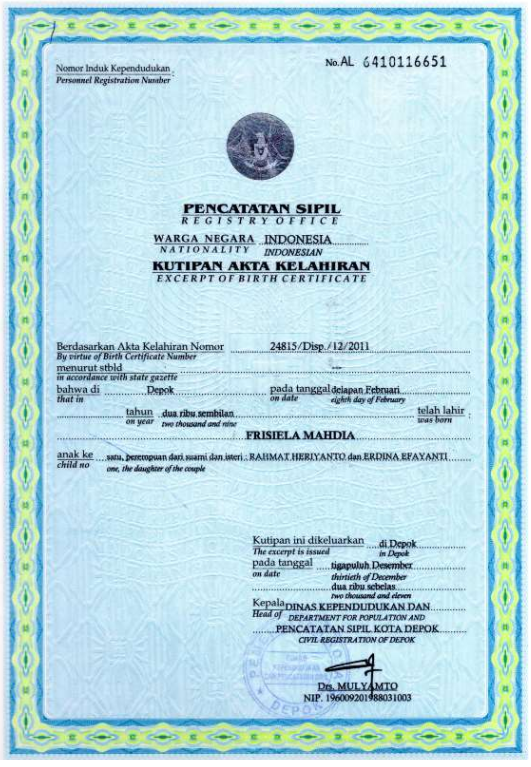 Nomor Induk Kependudukan :
Personnel Registration Number
No. AL 6410116651
PENCATATAN SIPIL
REGISTRY OFFICE
WARGA NEGARA INDONESIA
NATIONALITY INDONESIAN
KUTIPAN AKTA KELAHIRAN
EXCERPT OF BIRTH CERTIFICATE
Berdasarkan Akta Kelahiran Nomor 24815/Disp./12/2011
By virtue of Birth Certificate Number
menurut stbld ---
in accordance with state gazette
bahwa di Depok pada tanggal delapan Februari
that in on date eighth day of February
tahun dua ribu sembilan telah lahir :
on year two thousand and nine was born
FRISIELA MAHDIA
anak ke satu, perempuan dari suami dan isteri : RAHMAT HERIYANTO dan ERDINA EFAYANTI
child no one, the daughter of the couple
Kutipan ini dikeluarkan di Depok
The excerpt is issued in Depok
pada tanggal tigapuluh Desember
on date thirtieth of December
dua ribu sebelas
two thousand and eleven
Kepala DINAS KEPENDUDUKAN DAN
Head of DEPARTMENT FOR POPULATION AND
PENCATATAN SIPIL KOTA DEPOK
CIVIL REGISTRATION OF DEPOK
DEPOK
Drs. MULYAMTO
NIP. 196009201988031003